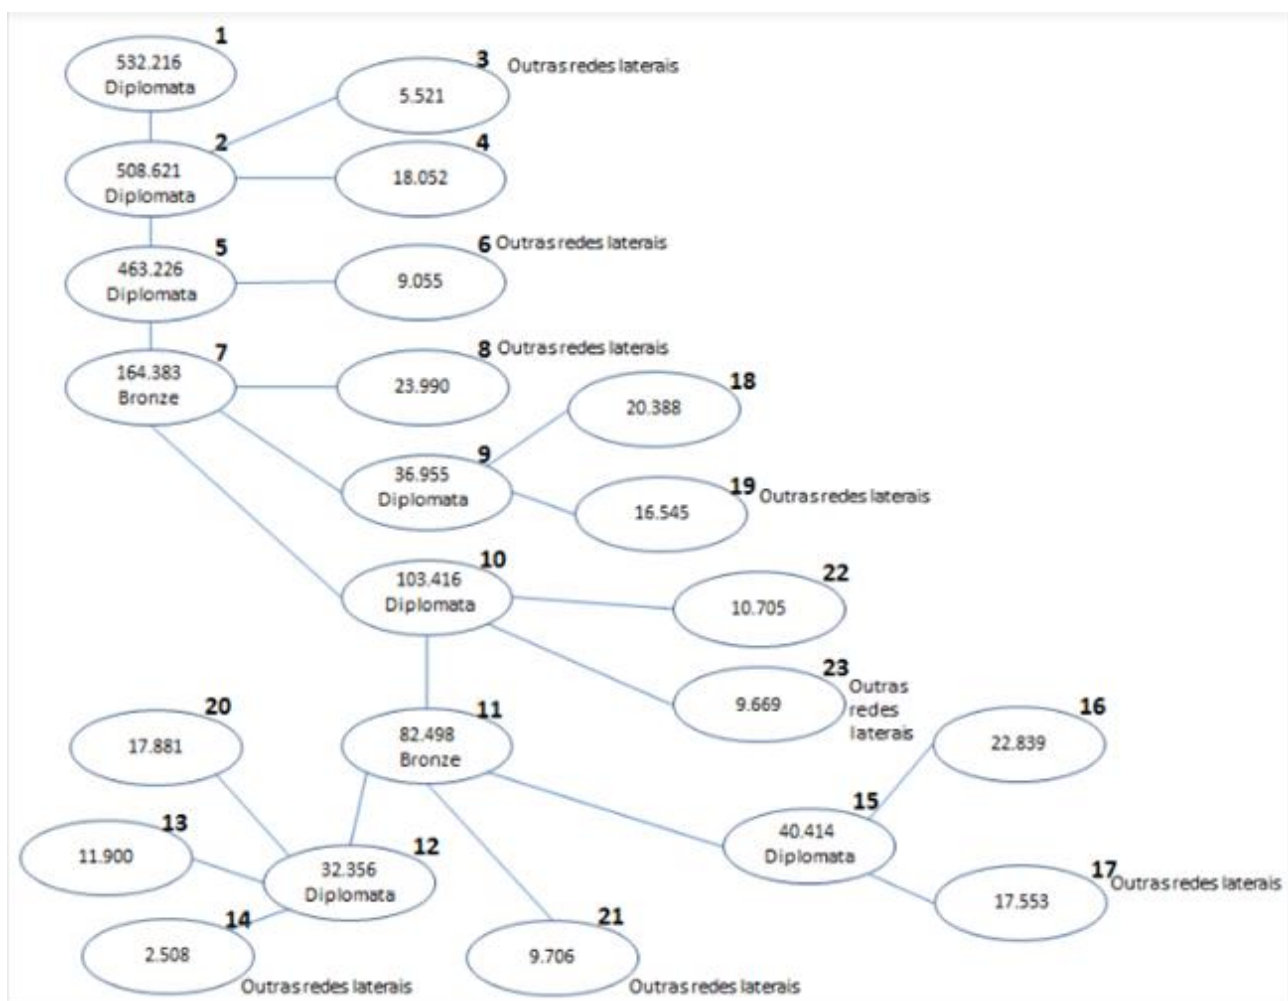 1
532.216
Diplomata
3
Outras redes laterais
5.521
2
508.621
Diplomata
4
18.052
5
463.226
Diplomata
6 Outras redes laterais
9.055
7
164.383
Bronze
8 Outras redes laterais
23.990
18
20.388
9
36.955
Diplomata
19 Outras redes laterais
16.545
10
103.416
Diplomata
22
10.705
23
Outras
redes
laterais
9.669
11
82.498
Bronze
20
17.881
16
22.839
13
11.900
12
32.356
Diplomata
15
40.414
Diplomata
17 Outras redes laterais
17.553
14
2.508
Outras redes laterais
21
9.706
Outras redes laterais